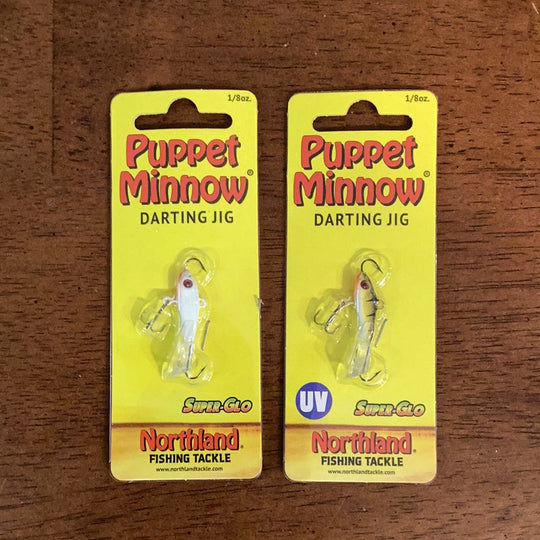 1/8oz.
Puppet
Minnow®
DARTING JIG
SUPER-GLO
Northland®
FISHING TACKLE
www.northlandtackle.com
1/8oz.
Puppet
Minnow®
DARTING JIG
UV
SUPER-GLO
Northland®
FISHING TACKLE
www.northlandtackle.com